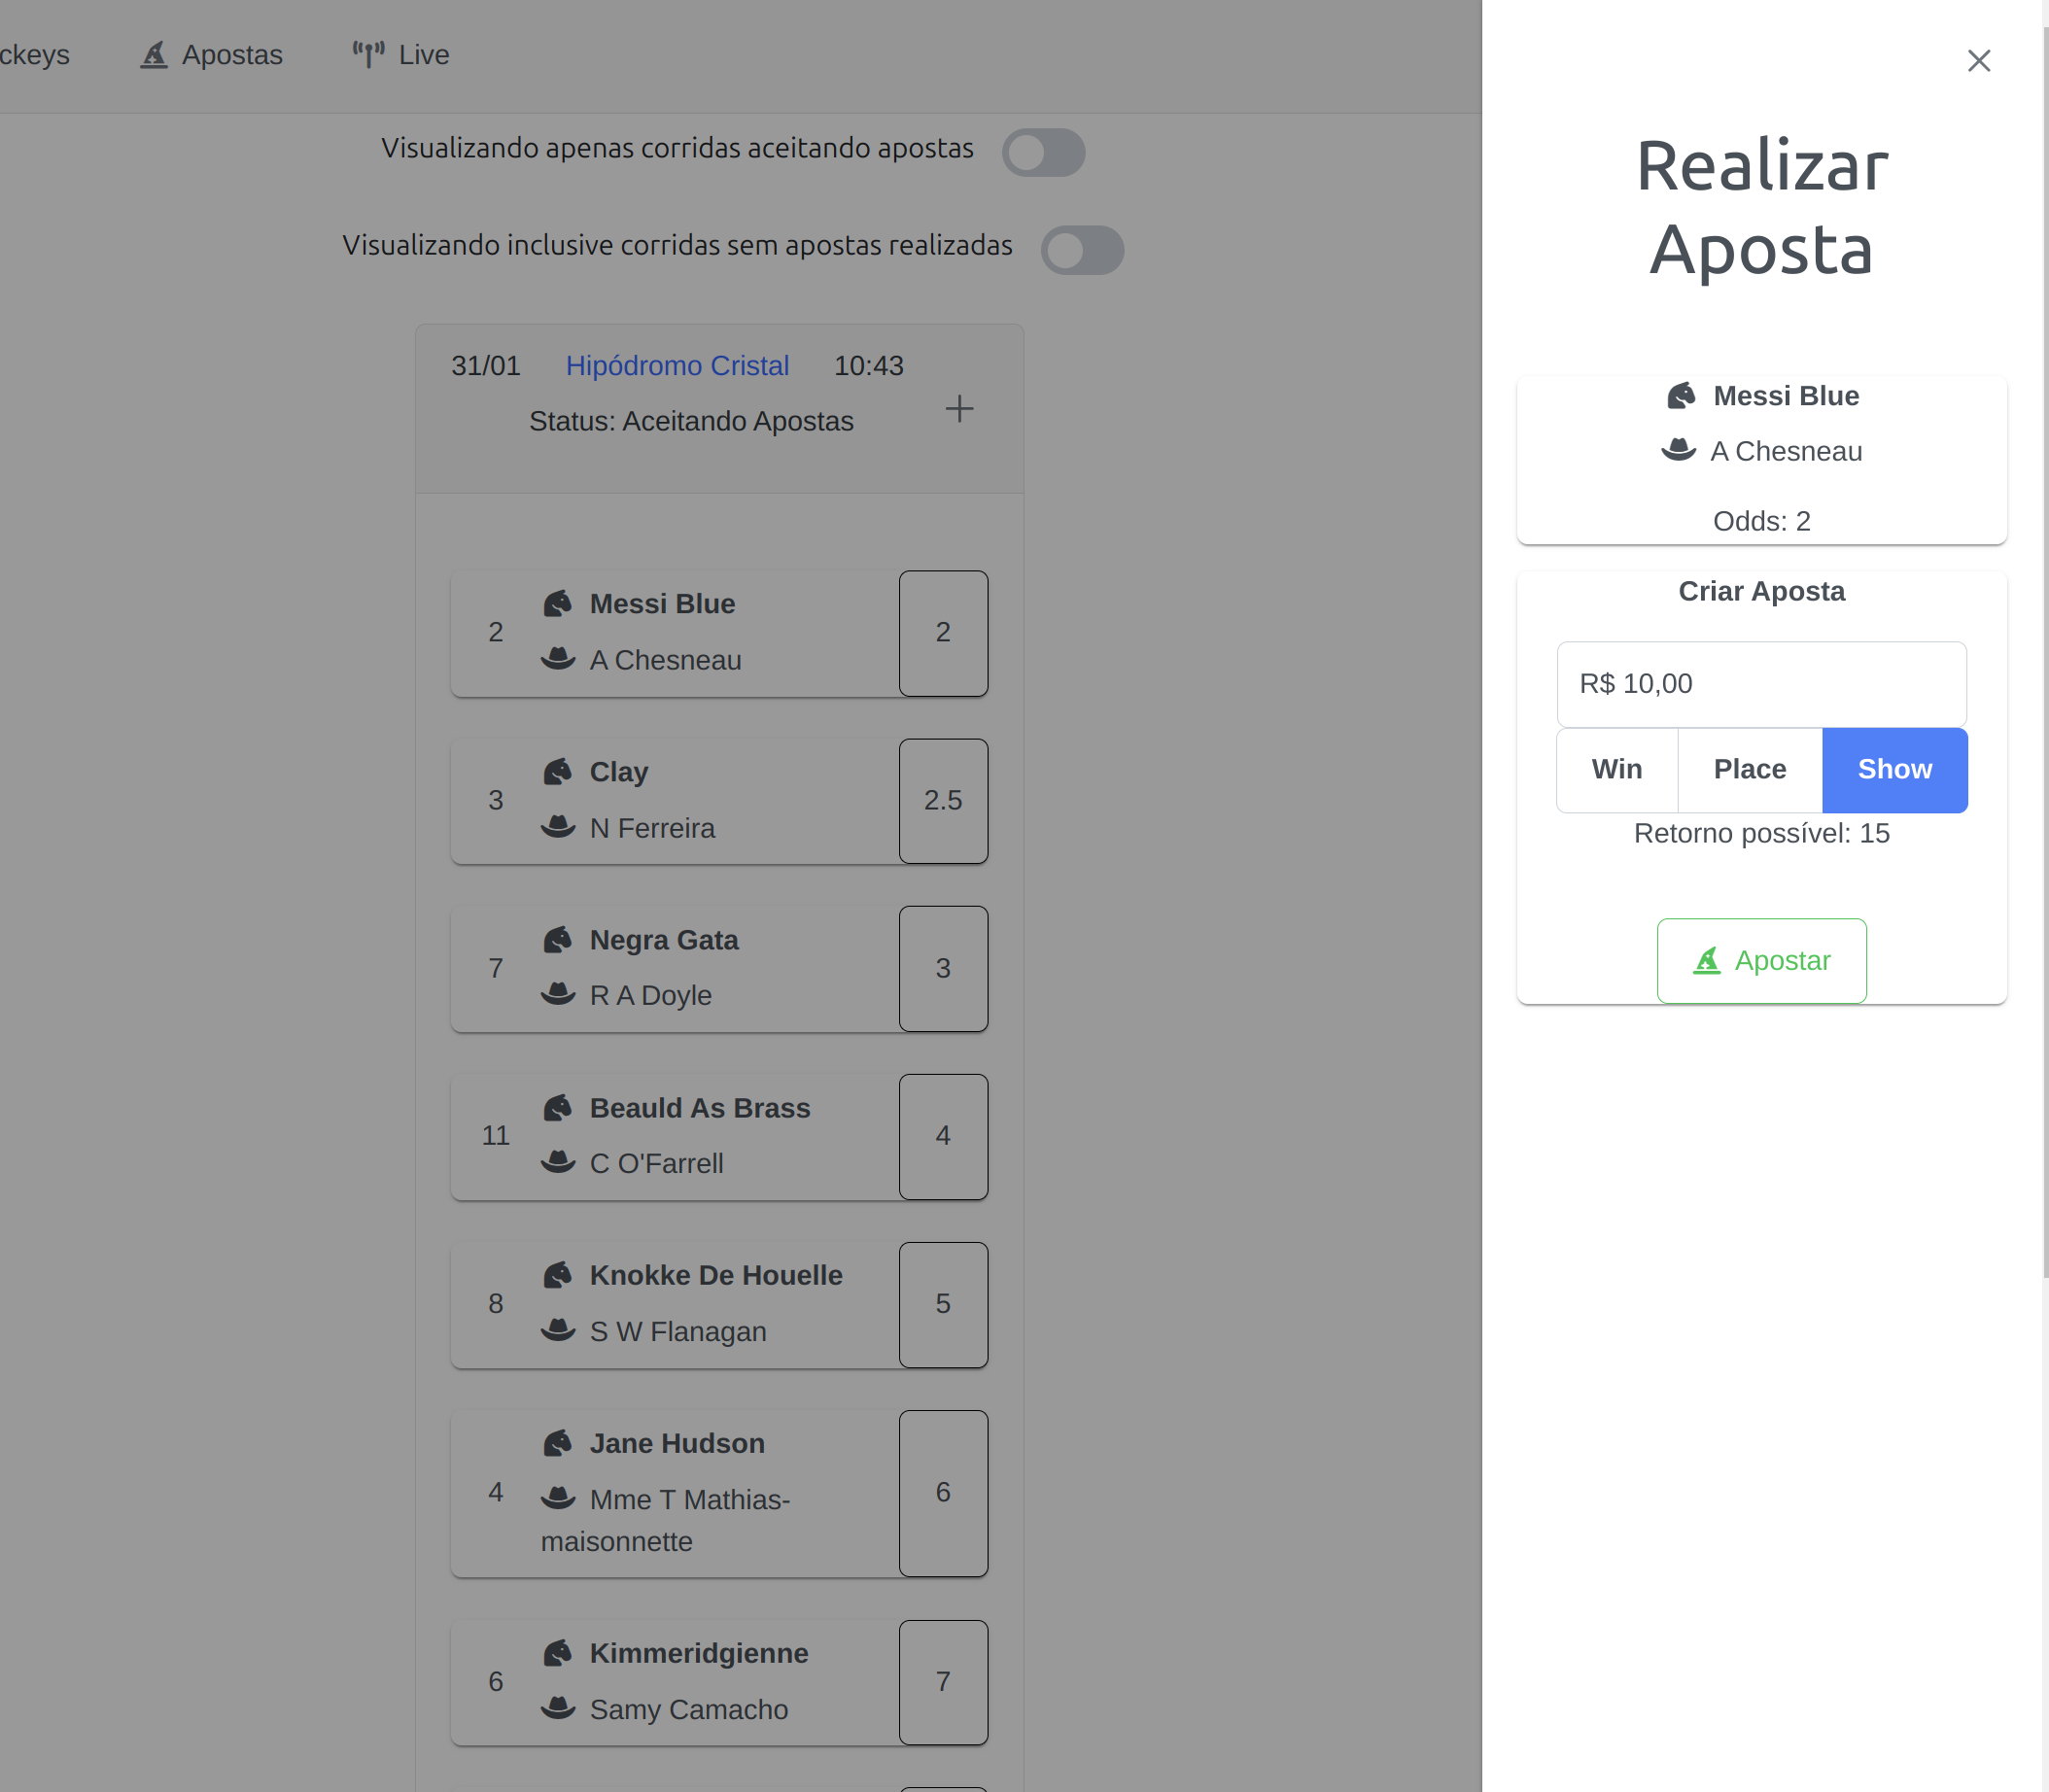 ckeys
Apostas
Live
Visualizando apenas corridas aceitando apostas
Visualizando inclusive corridas sem apostas realizadas
31/01 Hipódromo Cristal 10:43
Status: Aceitando Apostas
2
Messi Blue
A Chesneau
2
3
Clay
N Ferreira
2.5
7
Negra Gata
R A Doyle
3
11
Beauld As Brass
C O'Farrell
4
8
Knokke De Houelle
S W Flanagan
5
4
Jane Hudson
Mme T Mathias-
maisonnette
6
6
Kimmeridgienne
Samy Camacho
7
Realizar
Aposta
Messi Blue
A Chesneau
Odds: 2
Criar Aposta
R$ 10,00
Win Place Show
Retorno possível: 15
Apostar